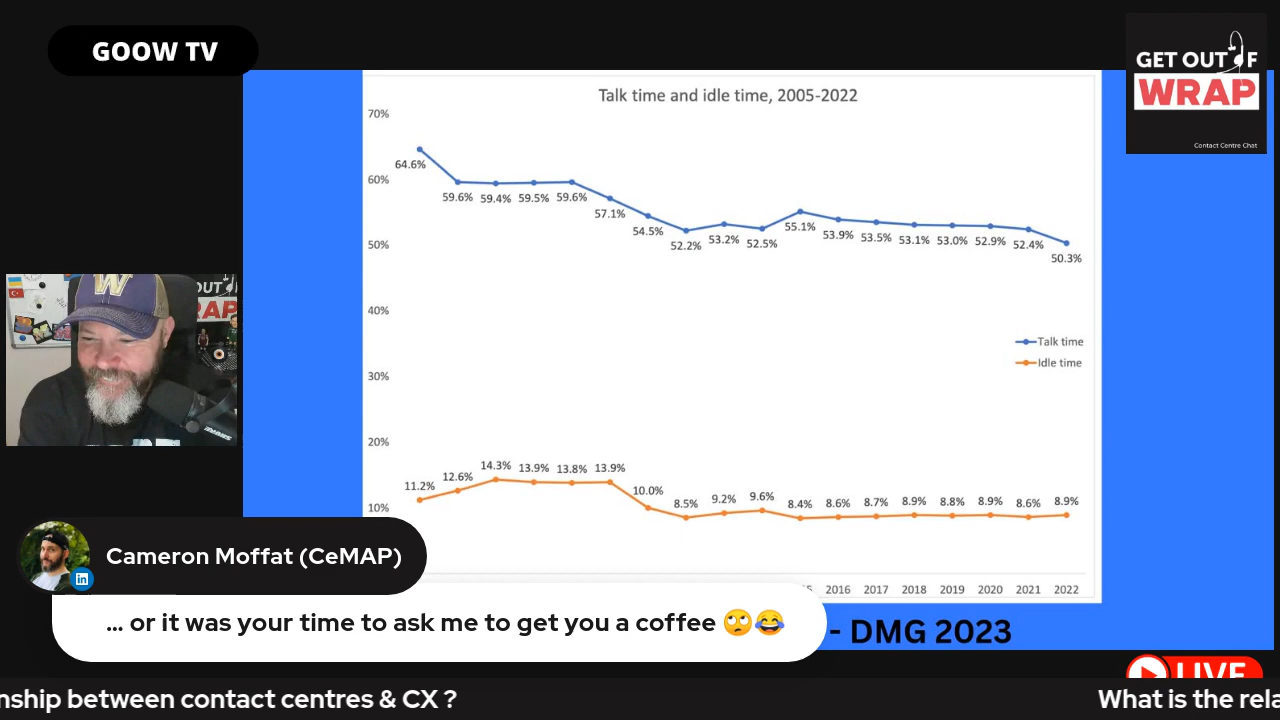 GOOW TV
GET OUT OF
WRAP
Contact Centre Chat
Talk time and idle time, 2005-2022
70%
60%
50%
40%
30%
20%
10%
64.6%
59.6%
59.4%
59.5%
59.6%
57.1%
54.5%
52.2%
53.2%
52.5%
55.1%
53.9%
53.5%
53.1%
53.0%
52.9%
52.4%
50.3%
Talk time
Idle time
11.2%
12.6%
14.3%
13.9%
13.8%
13.9%
10.0%
8.5%
9.2%
9.6%
8.4%
8.6%
8.7%
8.9%
8.8%
8.9%
8.6%
8.9%
2016 2017 2018 2019 2020 2021 2022
W
Cameron Moffat (CeMAP)
in
... or it was your time to ask me to get you a coffee 🙄😂
- DMG 2023
LIVE
nship between contact centres & CX ?
What is the rela